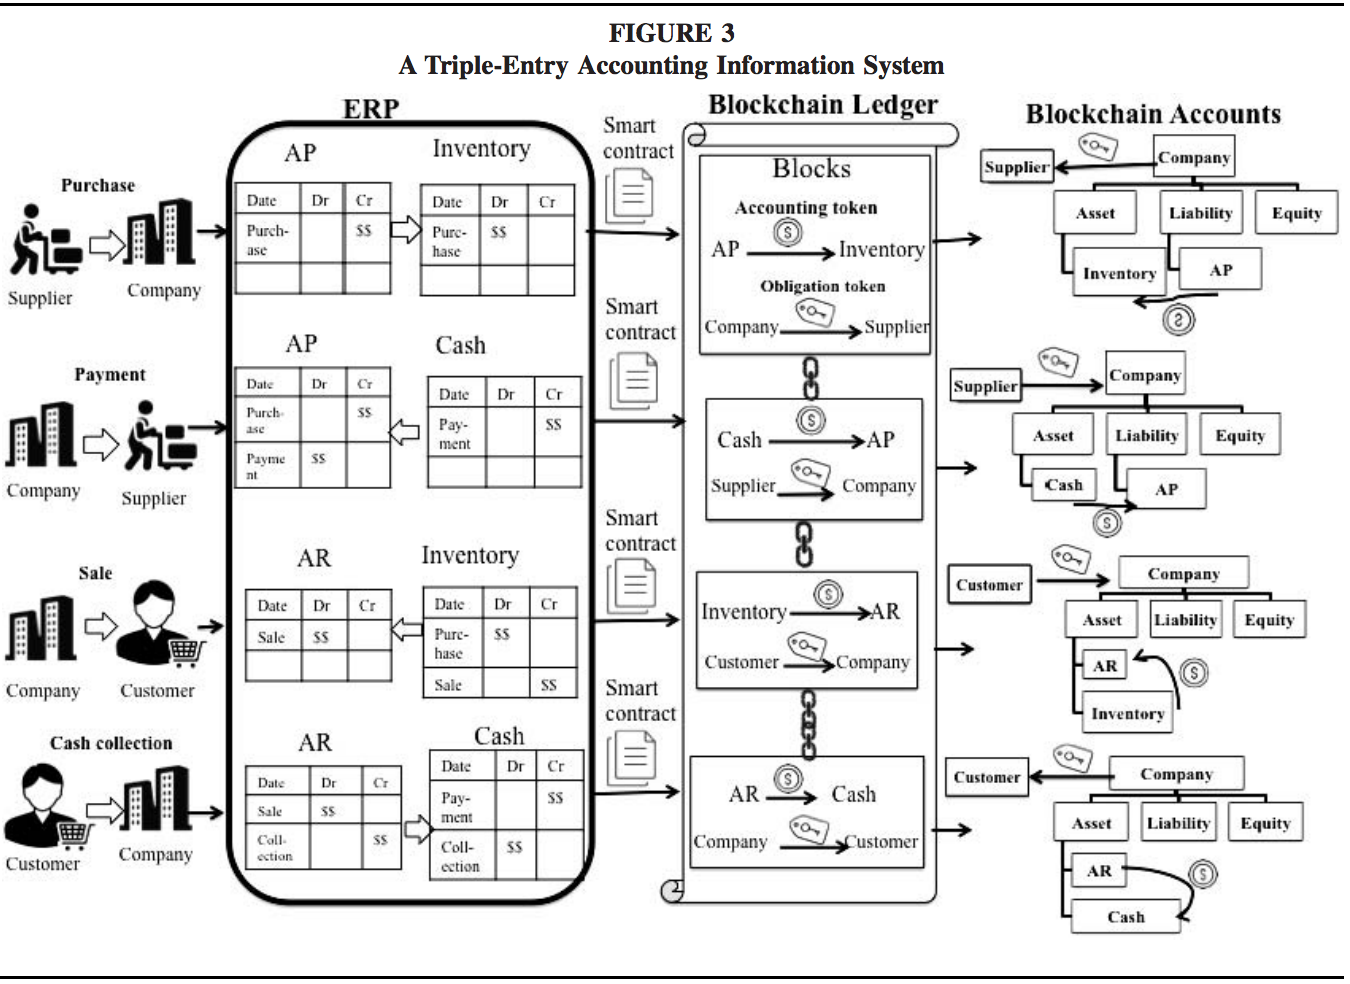 FIGURE 3
A Triple-Entry Accounting Information System
ERP
Blockchain Ledger
Blockchain Accounts
Purchase
Supplier
Company
AP
Date Dr Cr
Purch-
ase $$
Inventory
Date Dr Cr
Purc-
hase $$
Smart
contract
Blocks
Accounting token
$
AP Inventory
Obligation token
Company Supplier
Supplier Company
Asset Liability Equity
Inventory AP
$
Payment
Company
Supplier
AP
Date Dr Cr
Purch-
ase $$
Payme
nt $$
Cash
Date Dr Cr
Pay-
ment $$
Smart
contract
$
Cash AP
Supplier Company
Supplier Company
Asset Liability Equity
Cash AP
$
Sale
Company
Customer
AR
Date Dr Cr
Sale $$
Inventory
Date Dr Cr
Purc-
hase $$
Sale $$
Smart
contract
$
Inventory AR
Customer Company
Customer Company
Asset Liability Equity
AR
$
Inventory
Cash collection
Customer
Company
AR
Date Dr Cr
Sale $$
Coll-
ection $$
Cash
Date Dr Cr
Pay-
ment $$
Coll-
ection $$
Smart
contract
$
AR Cash
Company Customer
Customer Company
Asset Liability Equity
AR
$
Cash